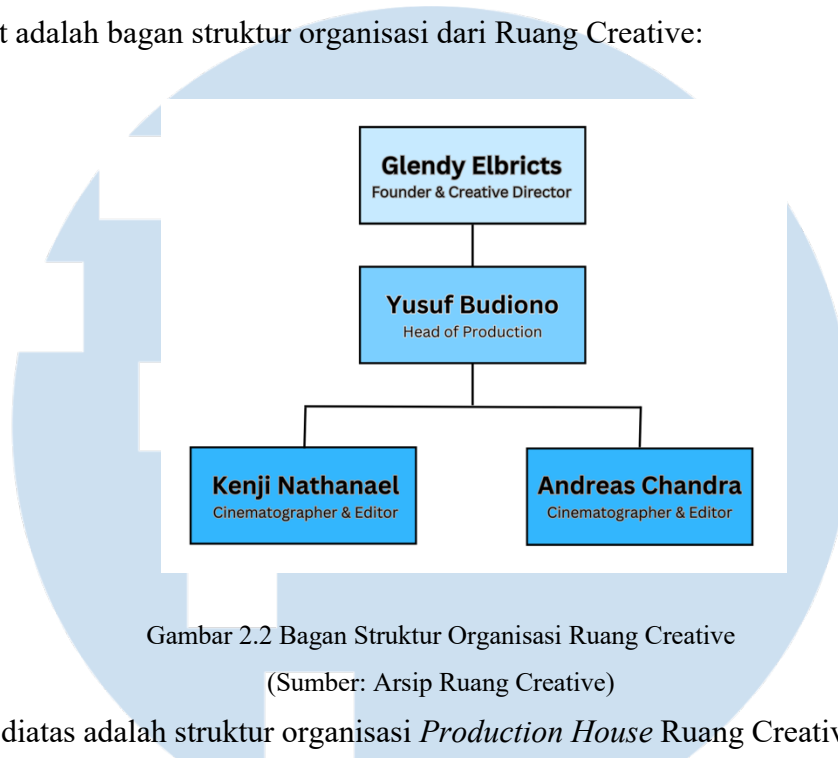 t adalah bagan struktur organisasi dari Ruang Creative:
Glendy Elbricts
Founder & Creative Director
Yusuf Budiono
Head of Production
Kenji Nathanael
Cinematographer & Editor
Andreas Chandra
Cinematographer & Editor
Gambar 2.2 Bagan Struktur Organisasi Ruang Creative
(Sumber: Arsip Ruang Creative)
diatas adalah struktur organisasi Production House Ruang Creativ